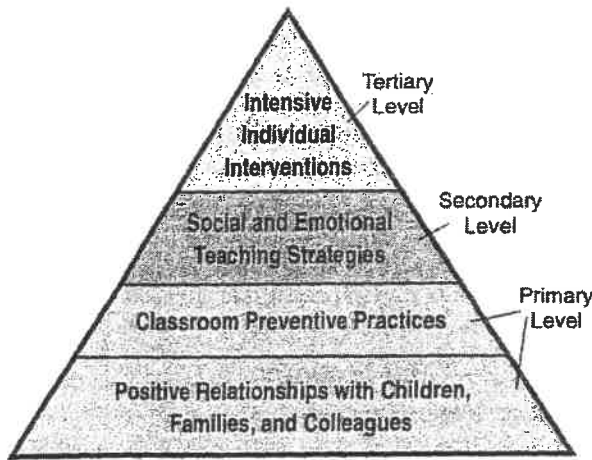 Intensive
Individual
Interventions
Tertiary
Level
Social and Emotional
Teaching Strategies
Secondary
Level
Classroom Preventive Practices
Primary
Level
Positive Relationships with Children,
Families, and Colleagues